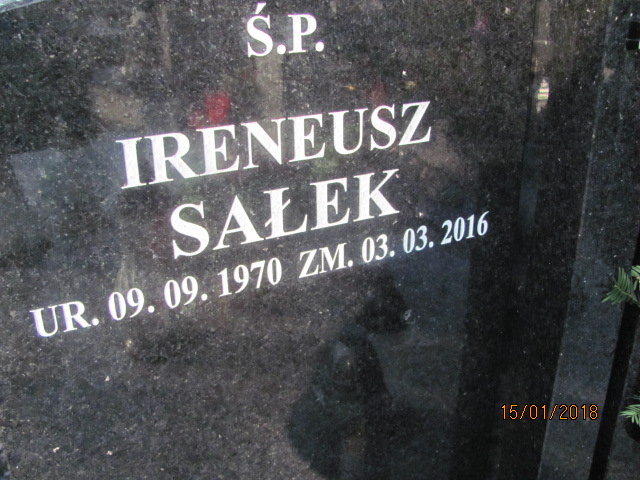 Ś.P.
IRENEUSZ
SAŁEK
UR. 09. 09. 1970 ZM. 03. 03. 2016
15/01/2018